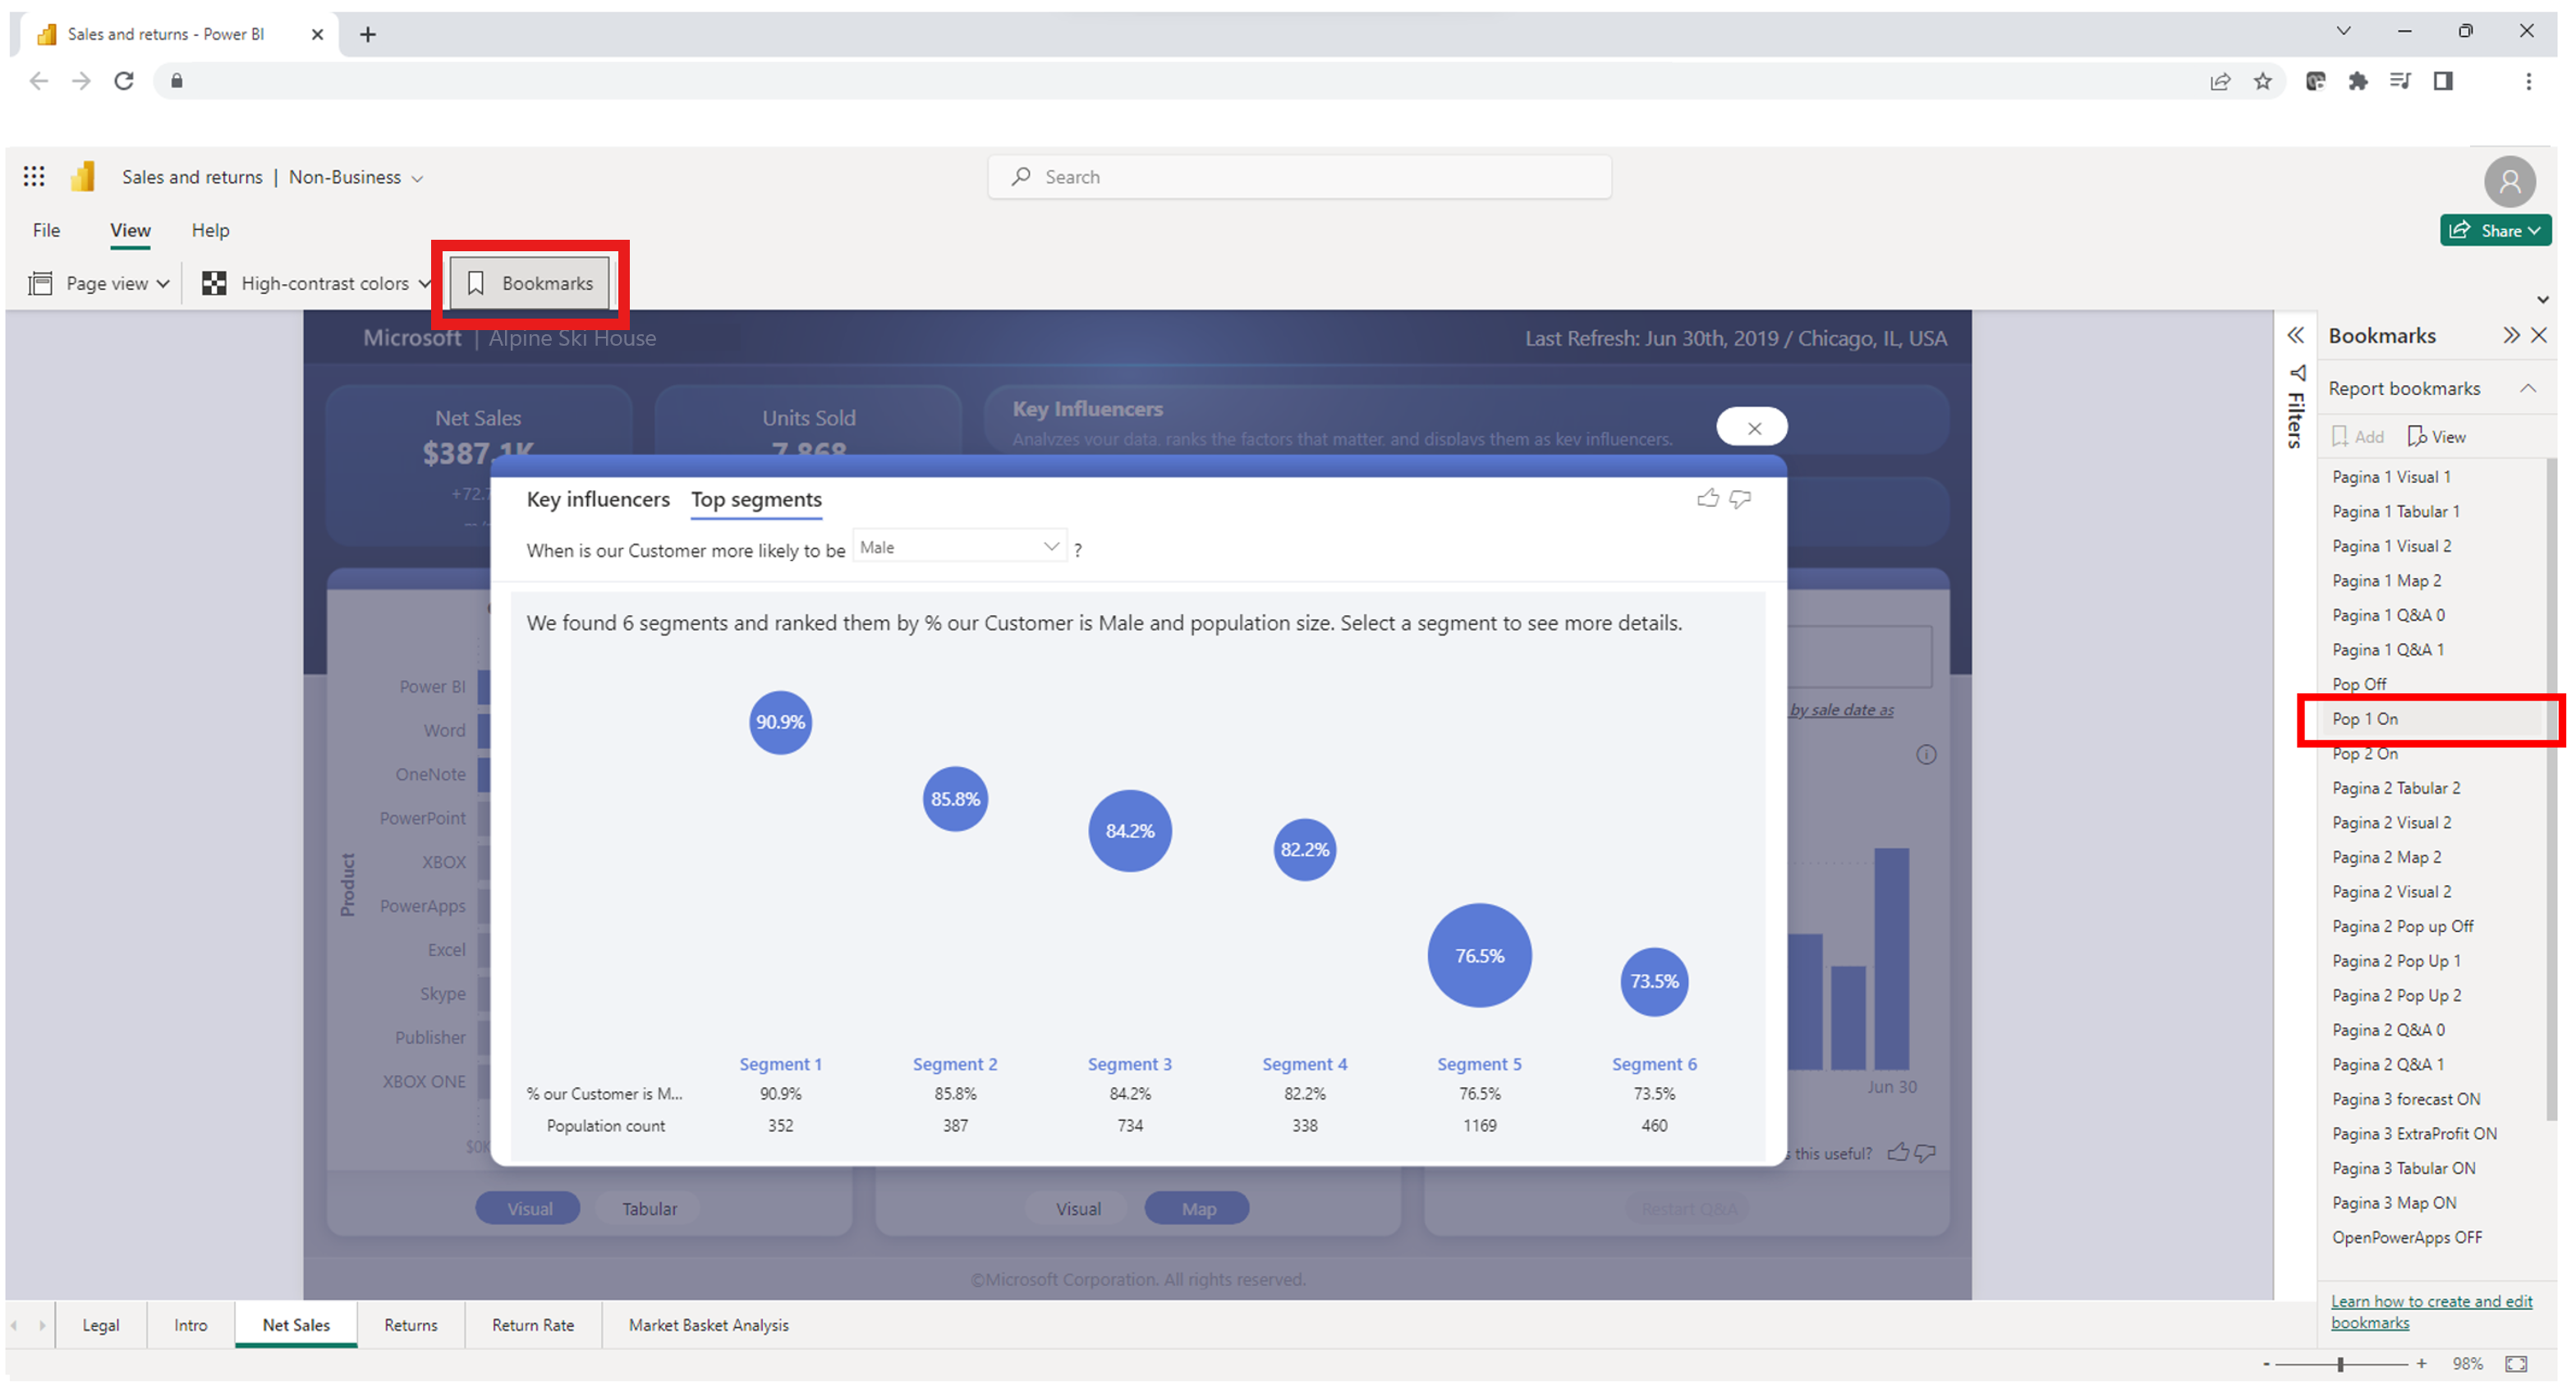 Sales and returns - Power BI
Sales and returns | Non-Business
Search
File
View
Help
Share
Page view
High-contrast colors
Bookmarks
Microsoft | Alpine Ski House
Last Refresh: Jun 30th, 2019 / Chicago, IL, USA
Net Sales
$387.1K
+72.7
Units Sold
7,868
Key Influencers
Analyzes your data, ranks the factors that matter, and displays them as key influencers.
Key influencers
Top segments
When is our Customer more likely to be
Male
?
We found 6 segments and ranked them by % our Customer is Male and population size. Select a segment to see more details.
90.9%
85.8%
84.2%
82.2%
76.5%
73.5%
Segment 1
Segment 2
Segment 3
Segment 4
Segment 5
Segment 6
% our Customer is M...
90.9%
85.8%
84.2%
82.2%
76.5%
73.5%
Population count
352
387
734
338
1169
460
Product
Power BI
Word
OneNote
PowerPoint
XBOX
PowerApps
Excel
Skype
Publisher
XBOX ONE
$0K
by sale date as
Jun 30
this useful?
Visual
Tabular
Visual
Map
Restart Q&A
©Microsoft Corporation. All rights reserved.
Filters
Bookmarks
Report bookmarks
Add
View
Pagina 1 Visual 1
Pagina 1 Tabular 1
Pagina 1 Visual 2
Pagina 1 Map 2
Pagina 1 Q&A 0
Pagina 1 Q&A 1
Pop Off
Pop 1 On
Pop 2 On
Pagina 2 Tabular 2
Pagina 2 Visual 2
Pagina 2 Map 2
Pagina 2 Visual 2
Pagina 2 Pop up Off
Pagina 2 Pop Up 1
Pagina 2 Pop Up 2
Pagina 2 Q&A 0
Pagina 2 Q&A 1
Pagina 3 forecast ON
Pagina 3 ExtraProfit ON
Pagina 3 Tabular ON
Pagina 3 Map ON
OpenPowerApps OFF
Learn how to create and edit
bookmarks
Legal
Intro
Net Sales
Returns
Return Rate
Market Basket Analysis
- + 98%